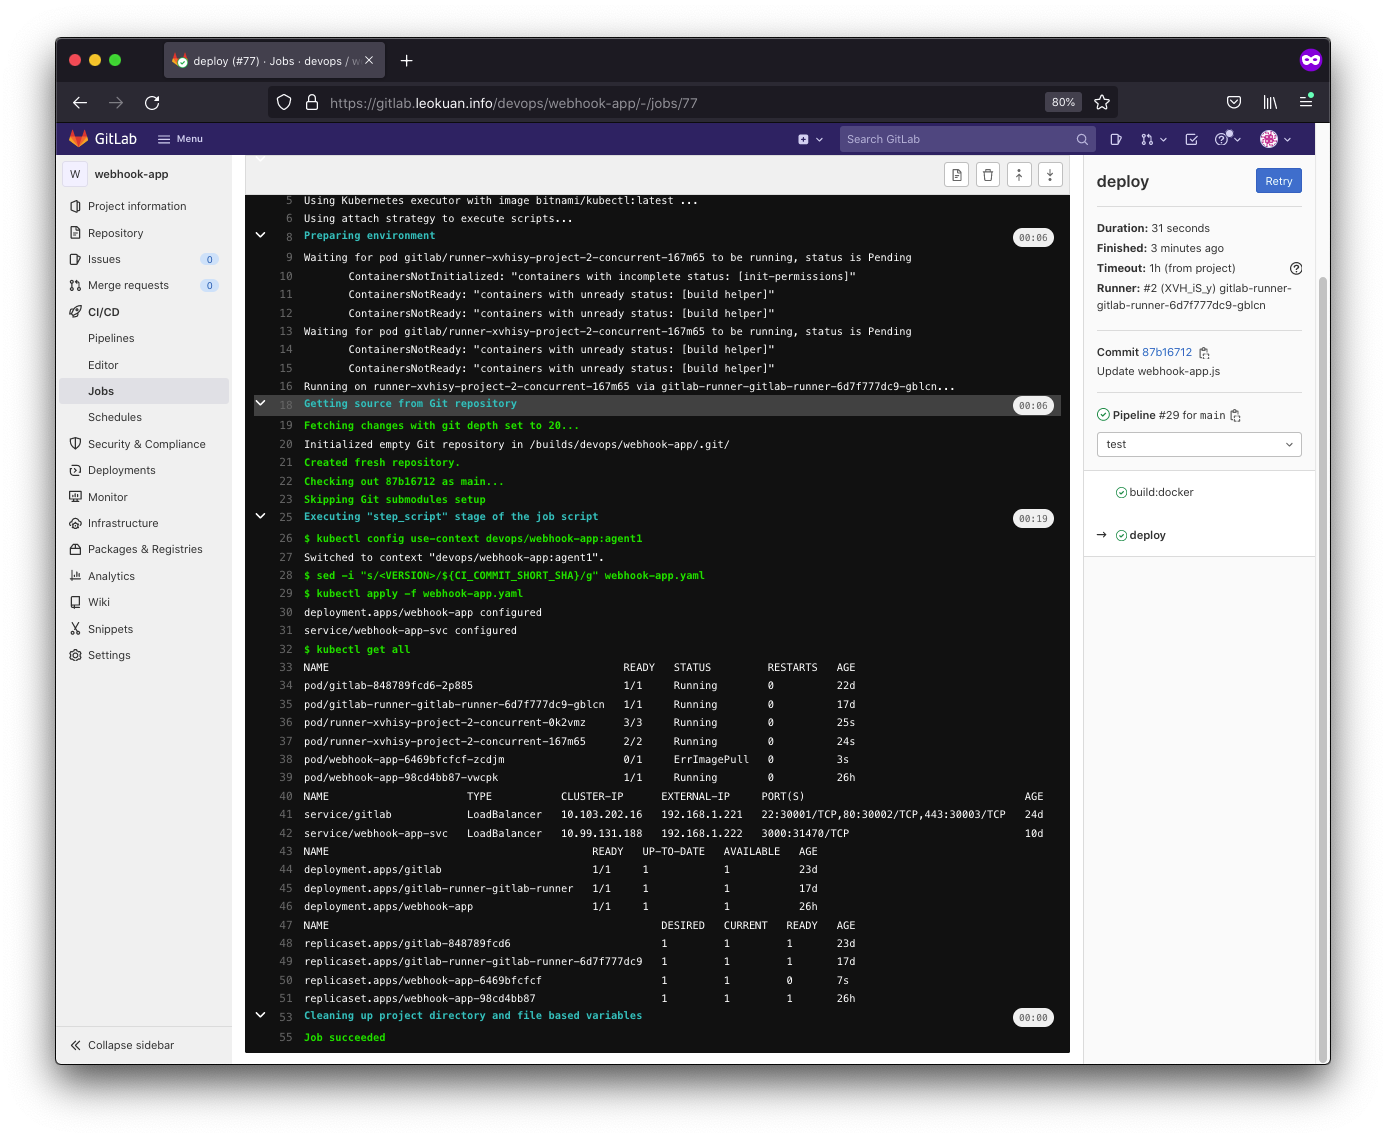 deploy (#77) · Jobs · devops / w
https://gitlab.leokuan.info/devops/webhook-app/-/jobs/77
80%
GitLab
Menu
Search GitLab
W webhook-app
Project information
Repository
Issues 0
Merge requests 0
CI/CD
Pipelines
Editor
Jobs
Schedules
Security & Compliance
Deployments
Monitor
Infrastructure
Packages & Registries
Analytics
Wiki
Snippets
Settings
Collapse sidebar
5 Using Kubernetes executor with image bitnami/kubectl:latest ...
6 Using attach strategy to execute scripts...
8 Preparing environment 00:06
9 Waiting for pod gitlab/runner-xvhisy-project-2-concurrent-167m65 to be running, status is Pending
10 ContainersNotInitialized: "containers with incomplete status: [init-permissions]"
11 ContainersNotReady: "containers with unready status: [build helper]"
12 ContainersNotReady: "containers with unready status: [build helper]"
13 Waiting for pod gitlab/runner-xvhisy-project-2-concurrent-167m65 to be running, status is Pending
14 ContainersNotReady: "containers with unready status: [build helper]"
15 ContainersNotReady: "containers with unready status: [build helper]"
16 Running on runner-xvhisy-project-2-concurrent-167m65 via gitlab-runner-gitlab-runner-6d7f777dc9-gblcn...
18 Getting source from Git repository 00:06
19 Fetching changes with git depth set to 20...
20 Initialized empty Git repository in /builds/devops/webhook-app/.git/
21 Created fresh repository.
22 Checking out 87b16712 as main...
23 Skipping Git submodules setup
25 Executing "step_script" stage of the job script 00:19
26 $ kubectl config use-context devops/webhook-app:agent1
27 Switched to context "devops/webhook-app:agent1".
28 $ sed -i "s/<VERSION>/${CI_COMMIT_SHORT_SHA}/g" webhook-app.yaml
29 $ kubectl apply -f webhook-app.yaml
30 deployment.apps/webhook-app configured
31 service/webhook-app-svc configured
32 $ kubectl get all
33 NAME READY STATUS RESTARTS AGE
34 pod/gitlab-848789fcd6-2p885 1/1 Running 0 22d
35 pod/gitlab-runner-gitlab-runner-6d7f777dc9-gblcn 1/1 Running 0 17d
36 pod/runner-xvhisy-project-2-concurrent-0k2vmz 3/3 Running 0 25s
37 pod/runner-xvhisy-project-2-concurrent-167m65 2/2 Running 0 24s
38 pod/webhook-app-6469bfcfcf-zcdjm 0/1 ErrImagePull 0 3s
39 pod/webhook-app-98cd4bb87-vwcpk 1/1 Running 0 26h
40 NAME TYPE CLUSTER-IP EXTERNAL-IP PORT(S) AGE
41 service/gitlab LoadBalancer 10.103.202.16 192.168.1.221 22:30001/TCP,80:30002/TCP,443:30003/TCP 24d
42 service/webhook-app-svc LoadBalancer 10.99.131.188 192.168.1.222 3000:31470/TCP 10d
43 NAME READY UP-TO-DATE AVAILABLE AGE
44 deployment.apps/gitlab 1/1 1 1 23d
45 deployment.apps/gitlab-runner-gitlab-runner 1/1 1 1 17d
46 deployment.apps/webhook-app 1/1 1 1 26h
47 NAME DESIRED CURRENT READY AGE
48 replicaset.apps/gitlab-848789fcd6 1 1 1 23d
49 replicaset.apps/gitlab-runner-gitlab-runner-6d7f777dc9 1 1 1 17d
50 replicaset.apps/webhook-app-6469bfcfcf 1 1 0 7s
51 replicaset.apps/webhook-app-98cd4bb87 1 1 1 26h
53 Cleaning up project directory and file based variables 00:00
55 Job succeeded
deploy
Retry
Duration: 31 seconds
Finished: 3 minutes ago
Timeout: 1h (from project)
Runner: #2 (XVH_iS_y) gitlab-runner-
gitlab-runner-6d7f777dc9-gblcn
Commit 87b16712
Update webhook-app.js
Pipeline #29 for main
test
build:docker
→ deploy